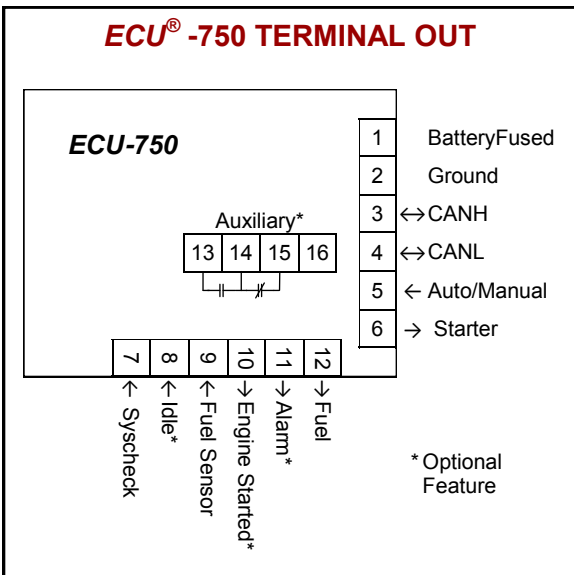 ECU® -750 TERMINAL OUT
ECU-750
1 BatteryFused
2 Ground
3 ↔CANH
4 ↔CANL
5 ← Auto/Manual
6 → Starter
Auxiliary*
13 14 15 16
7 ← Syscheck
8 ← Idle*
9 ← Fuel Sensor
10 → Engine Started*
11 → Alarm*
12 → Fuel
* Optional
Feature